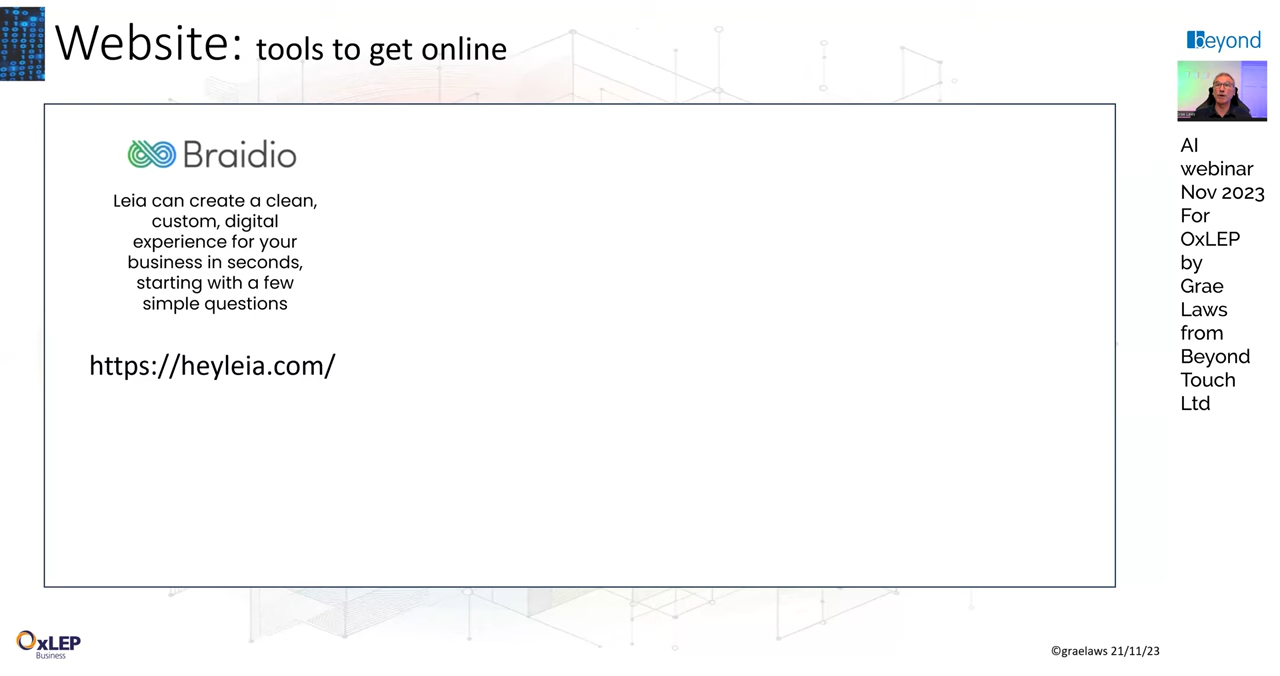 Website: tools to get online
beyond
Braidio
Leia can create a clean,
custom, digital
experience for your
business in seconds,
starting with a few
simple questions
https://heyleia.com/
AI
webinar
Nov 2023
For
OxLEP
by
Grae
Laws
from
Beyond
Touch
Ltd
OxLEP
Business
©graelaws 21/11/23